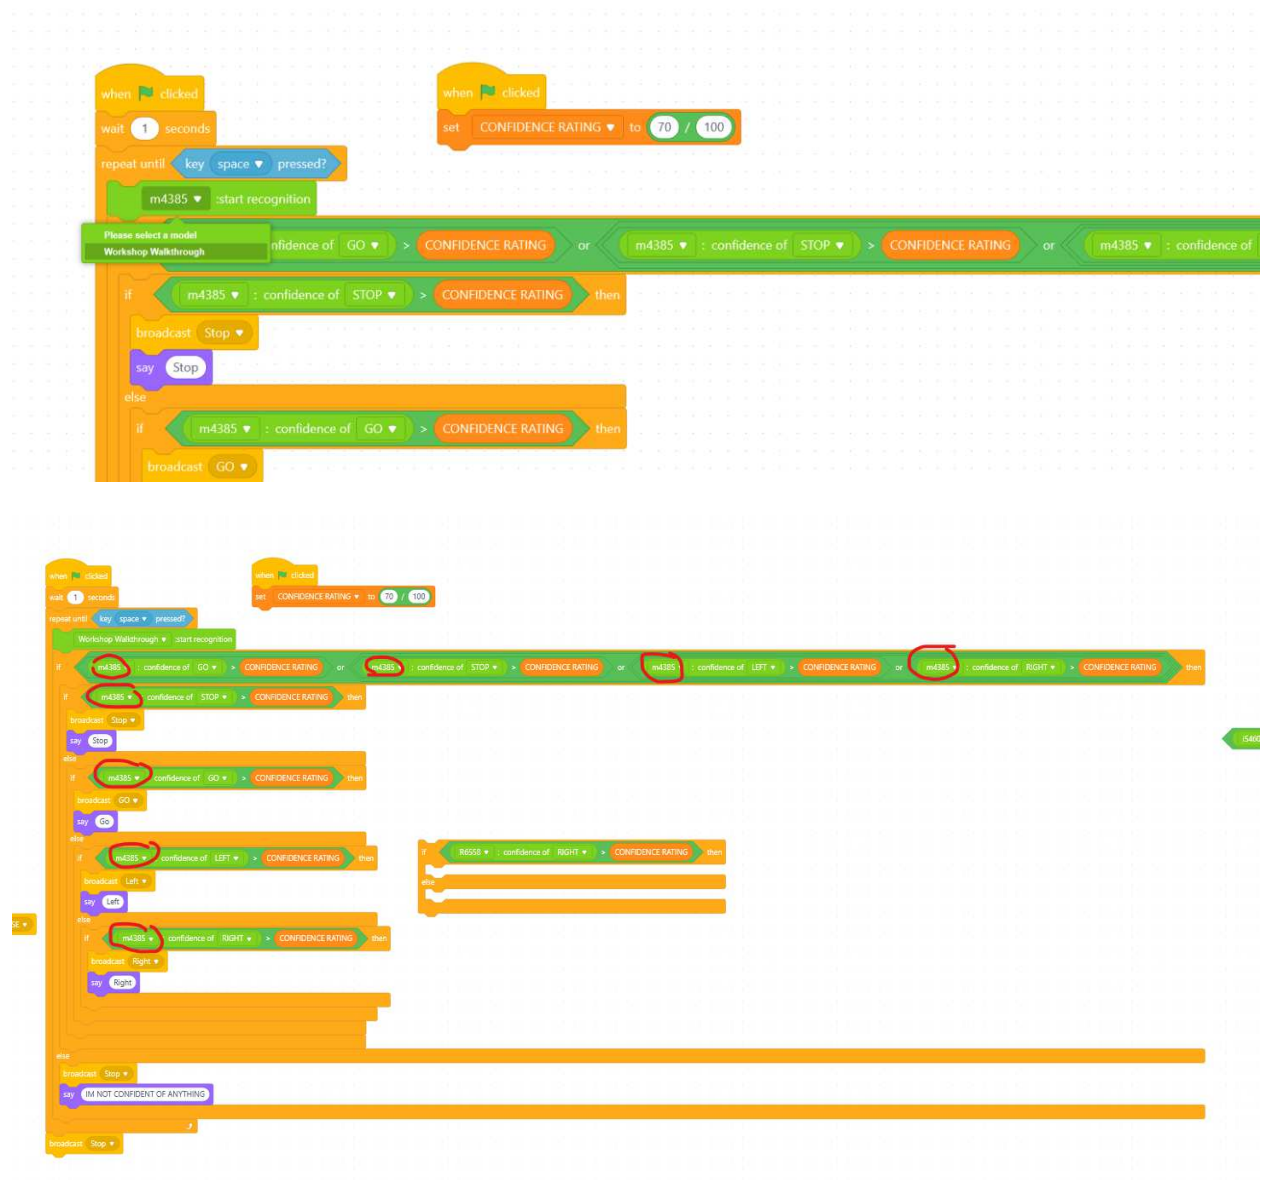 when clicked
wait 1 seconds
repeat until key space pressed?
m4385 :start recognition
Please select a model
Workshop Walkthrough
nfidence of GO > CONFIDENCE RATING or m4385 : confidence of STOP > CONFIDENCE RATING or m4385 : confidence of
if m4385 : confidence of STOP > CONFIDENCE RATING then
broadcast Stop
say Stop
else
if m4385 : confidence of GO > CONFIDENCE RATING then
broadcast GO
when clicked
set CONFIDENCE RATING to 70 / 100
when clicked
wait 1 seconds
repeat until key space pressed?
Workshop Walkthrough :start recognition
if m4385 : confidence of GO > CONFIDENCE RATING or m4385 : confidence of STOP > CONFIDENCE RATING or m4385 : confidence of LEFT > CONFIDENCE RATING or m4385 : confidence of RIGHT > CONFIDENCE RATING then
if m4385 confidence of STOP > CONFIDENCE RATING then
broadcast Stop
say Stop
else
if m4385 confidence of GO > CONFIDENCE RATING then
broadcast GO
say Go
else
if m4385 confidence of LEFT > CONFIDENCE RATING then
broadcast Left
say Left
else
if m4385 confidence of RIGHT > CONFIDENCE RATING then
broadcast Right
say Right
else
broadcast Stop
say IM NOT CONFIDENT OF ANYTHING
broadcast Stop
when clicked
set CONFIDENCE RATING to 70 / 100
if R6558 : confidence of RIGHT > CONFIDENCE RATING then
else